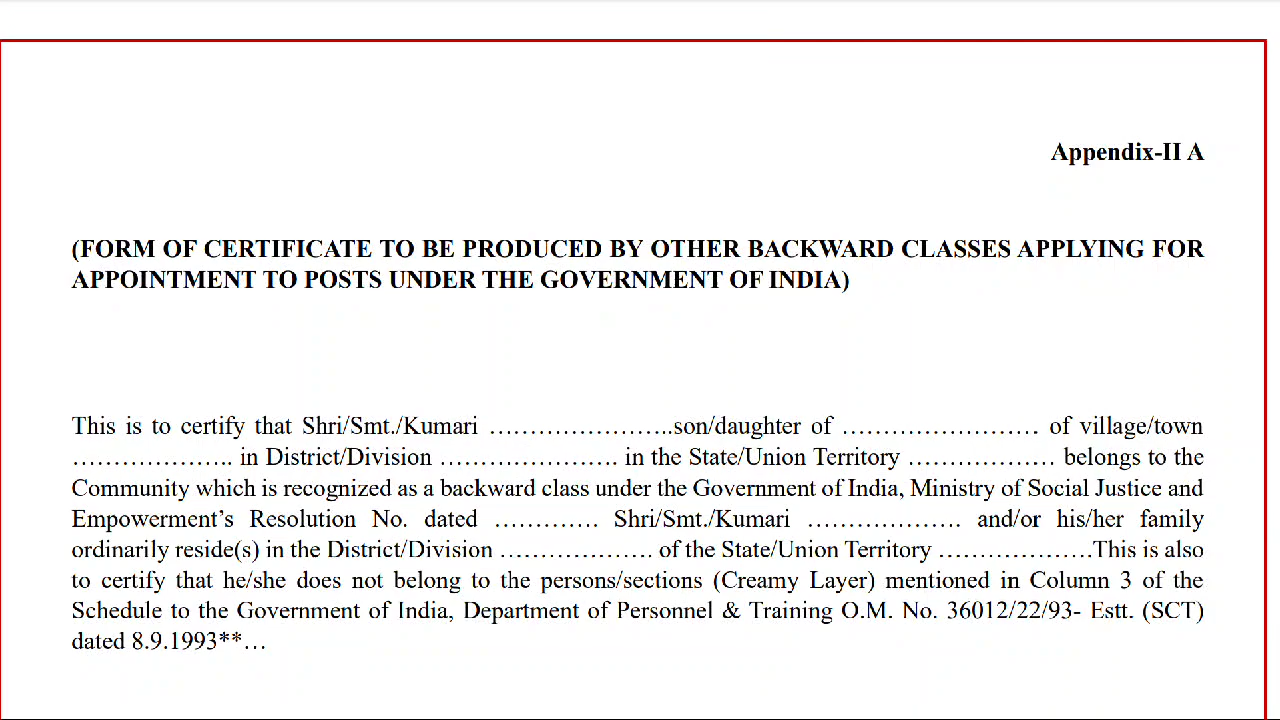 Appendix-II A
(FORM OF CERTIFICATE TO BE PRODUCED BY OTHER BACKWARD CLASSES APPLYING FOR
APPOINTMENT TO POSTS UNDER THE GOVERNMENT OF INDIA)
This is to certify that Shri/Smt./Kumari …………………..son/daughter of ……………………. of village/town
……………….. in District/Division …………………. in the State/Union Territory ………………. belongs to the
Community which is recognized as a backward class under the Government of India, Ministry of Social Justice and
Empowerment’s Resolution No. dated …………. Shri/Smt./Kumari ………………. and/or his/her family
ordinarily reside(s) in the District/Division ………………. of the State/Union Territory ……………….This is also
to certify that he/she does not belong to the persons/sections (Creamy Layer) mentioned in Column 3 of the
Schedule to the Government of India, Department of Personnel & Training O.M. No. 36012/22/93- Estt. (SCT)
dated 8.9.1993**…